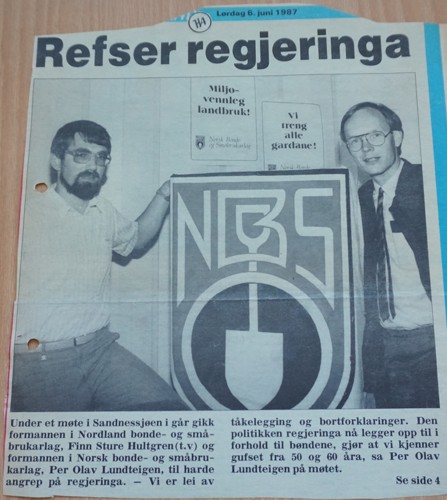 Lørdag 6. juni 1987
Refser regjeringa
Miljø-
vennleg
landbruk!
Vi
treng
alle
gardane!
Norsk Bonde-
NBS
Under et møte i Sandnessjøen i går gikk
formannen i Nordland bonde- og små-
brukarlag, Finn Sture Hultgren(t.v) og
formannen i Norsk bonde- og småbru-
karlag, Per Olav Lundteigen, til harde
angrep på regjeringa. – Vi er lei av
tåkelegging og bortforklaringer. Den
politikken regjeringa nå legger opp til i
forhold til bøndene, gjør at vi kjenner
gufset fra 50 og 60 åra, sa Per Olav
Lundteigen på møtet.
Se side 4